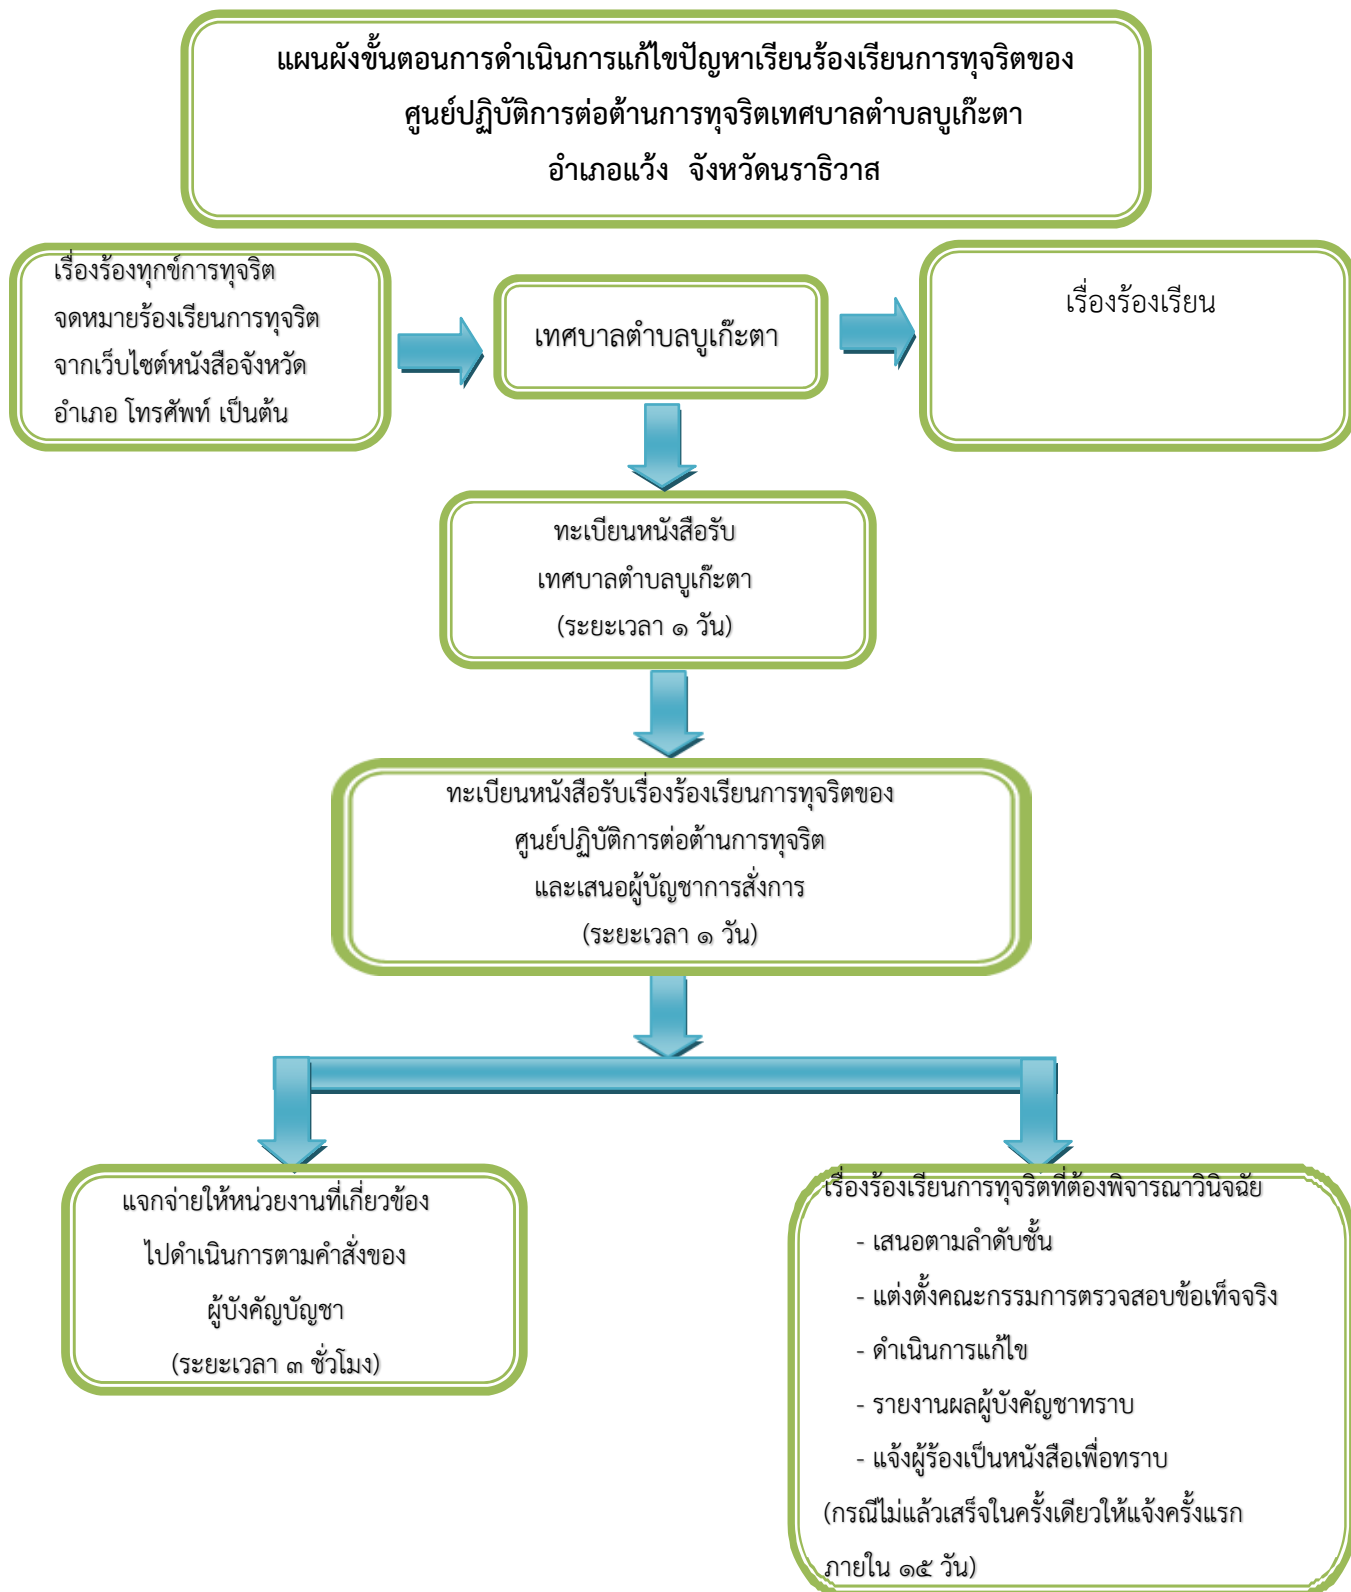 แผนผังขั้นตอนการดำเนินการแก้ไขปัญหาเรียนร้องเรียนการทุจริตของ
ศูนย์ปฏิบัติการต่อต้านการทุจริตเทศบาลตำบลบูเก๊ะตา
อำเภอแว้ง จังหวัดนราธิวาส
เรื่องร้องทุกข์การทุจริต
จดหมายร้องเรียนการทุจริต
จากเว็บไซต์หนังสือจังหวัด
อำเภอ โทรศัพท์ เป็นต้น
เทศบาลตำบลบูเก๊ะตา
เรื่องร้องเรียน
ทะเบียนหนังสือรับ
เทศบาลตำบลบูเก๊ะตา
(ระยะเวลา ๑ วัน)
ทะเบียนหนังสือรับเรื่องร้องเรียนการทุจริตของ
ศูนย์ปฏิบัติการต่อต้านการทุจริต
และเสนอผู้บัญชาการสั่งการ
(ระยะเวลา ๑ วัน)
แจกจ่ายให้หน่วยงานที่เกี่ยวข้อง
ไปดำเนินการตามคำสั่งของ
ผู้บังคัญบัญชา
(ระยะเวลา ๓ ชั่วโมง)
เรื่องร้องเรียนการทุจริตที่ต้องพิจารณาวินิจฉัย
- เสนอตามลำดับชั้น
- แต่งตั้งคณะกรรมการตรวจสอบข้อเท็จจริง
- ดำเนินการแก้ไข
- รายงานผลผู้บังคัญชาทราบ
- แจ้งผู้ร้องเป็นหนังสือเพื่อทราบ
(กรณีไม่แล้วเสร็จในครั้งเดียวให้แจ้งครั้งแรก
ภายใน ๑๕ วัน)